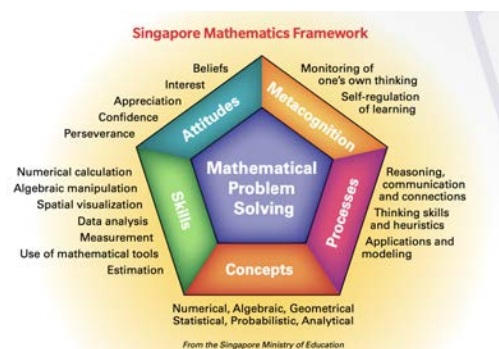 Singapore Mathematics Framework
Beliefs
Interest
Appreciation
Confidence
Perseverance
Attitudes
Metacognition
Monitoring of
one's own thinking
Self-regulation
of learning
Numerical calculation
Algebraic manipulation
Spatial visualization
Data analysis
Measurement
Use of mathematical tools
Estimation
Skills
Mathematical
Problem
Solving
Processes
Reasoning,
communication
and connections
Thinking skills
and heuristics
Applications and
modeling
Concepts
Numerical, Algebraic, Geometrical
Statistical, Probabilistic, Analytical
From the Singapore Ministry of Education